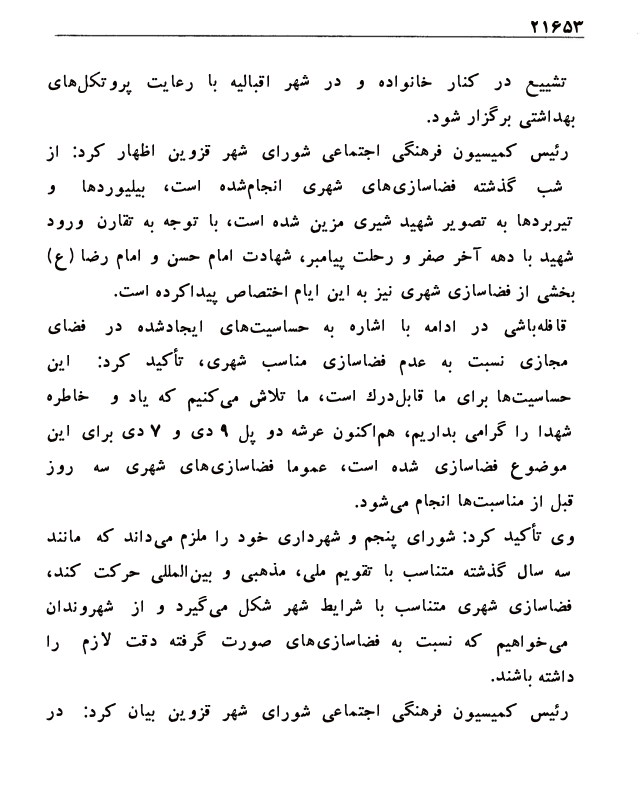 ۲۱۶۵۳
تشییع در کنار خانواده و در شهر اقبالیه با رعایت پروتکل‌های
بهداشتی برگزار شود.
رئیس کمیسیون فرهنگی اجتماعی شورای شهر قزوین اظهار کرد: از
شب گذشته فضاسازی‌های شهری انجام‌شده است، بیلیوردها و
تیربردها به تصویر شهید شیری مزین شده است، با توجه به تقارن ورود
شهید با دهه آخر صفر و رحلت پیامبر، شهادت امام حسن و امام رضا (ع)
بخشی از فضاسازی شهری نیز به این ایام اختصاص پیداکرده است.
قافله‌باشی در ادامه با اشاره به حساسیت‌های ایجادشده در فضای
مجازی نسبت به عدم فضاسازی مناسب شهری، تأکید کرد: این
حساسیت‌ها برای ما قابل‌درك است، ما تلاش می‌کنیم که یاد و خاطره
شهدا را گرامی بداریم، هم‌اکنون عرشه دو پل ۹ دی و ۷ دی برای این
موضوع فضاسازی شده است، عموما فضاسازی‌های شهری سه روز
قبل از مناسبت‌ها انجام می‌شود.
وی تأکید کرد: شورای پنجم و شهرداری خود را ملزم می‌داند که مانند
سه سال گذشته متناسب با تقویم ملی، مذهبی و بین‌المللی حرکت کند،
فضاسازی شهری متناسب با شرایط شهر شکل می‌گیرد و از شهروندان
می‌خواهیم که نسبت به فضاسازی‌های صورت گرفته دقت لازم را
داشته باشند.
رئیس کمیسیون فرهنگی اجتماعی شورای شهر قزوین بیان کرد: در